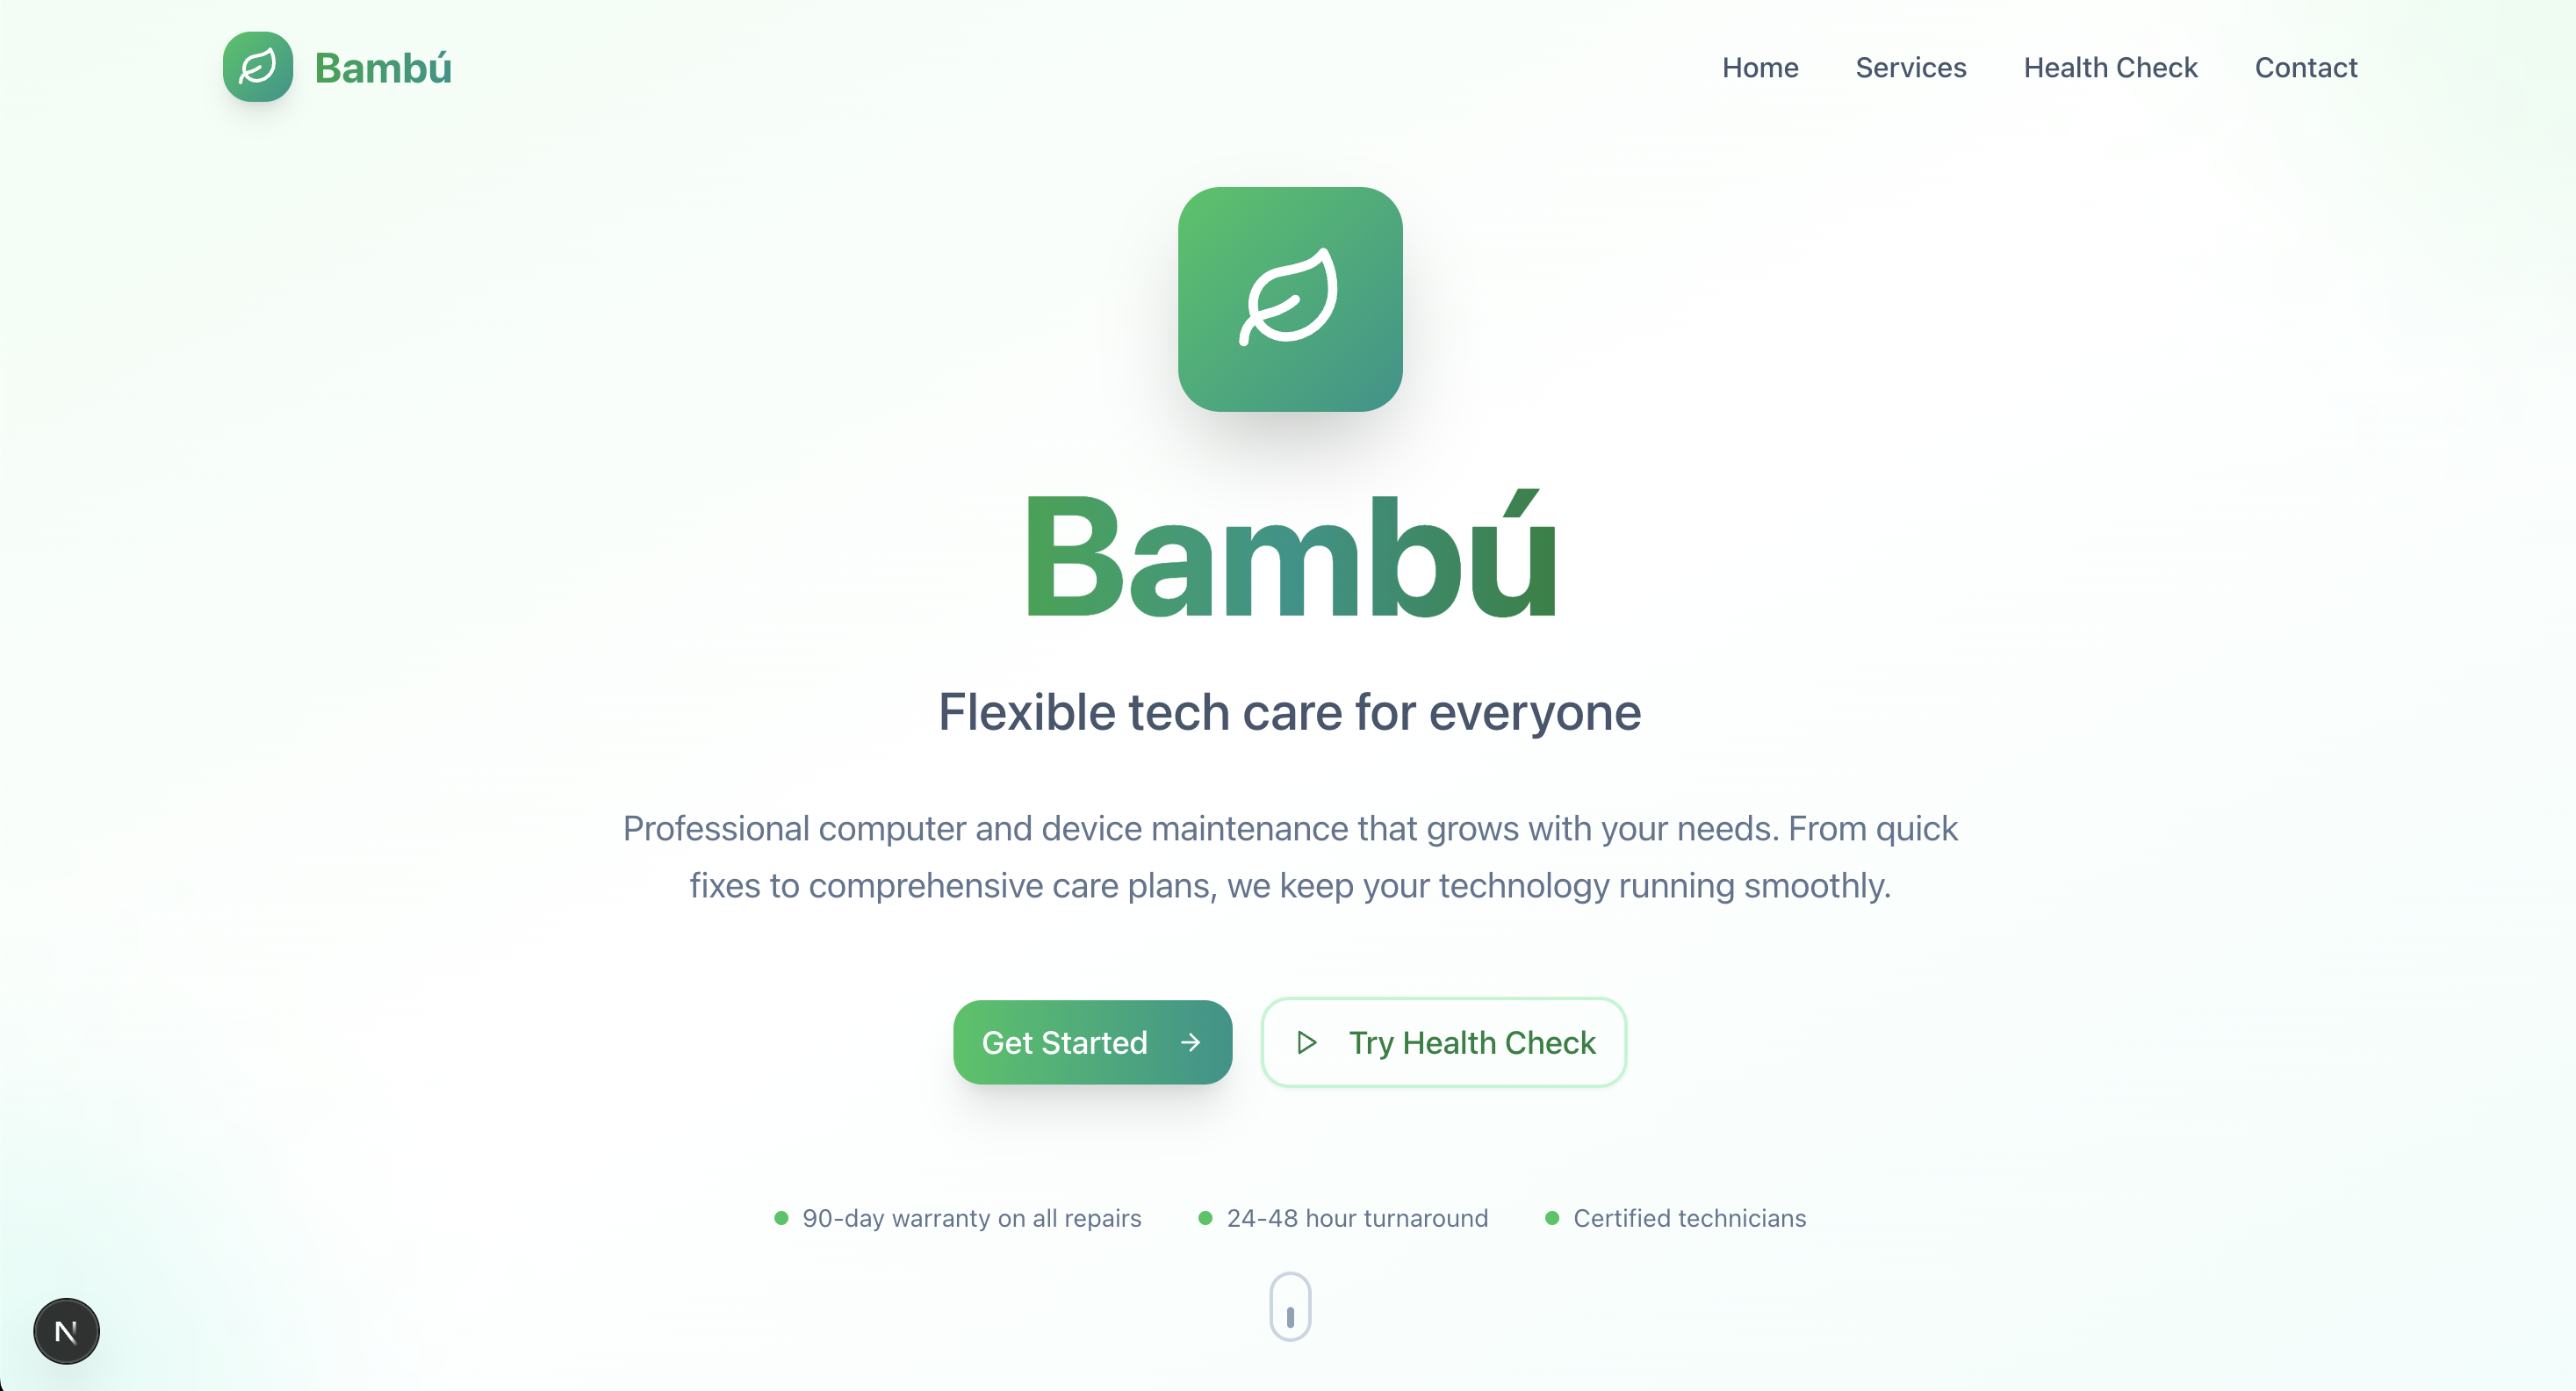 Bambú
Home
Services
Health Check
Contact
Bambú
Flexible tech care for everyone
Professional computer and device maintenance that grows with your needs. From quick
fixes to comprehensive care plans, we keep your technology running smoothly.
Get Started
Try Health Check
90-day warranty on all repairs
24-48 hour turnaround
Certified technicians
N